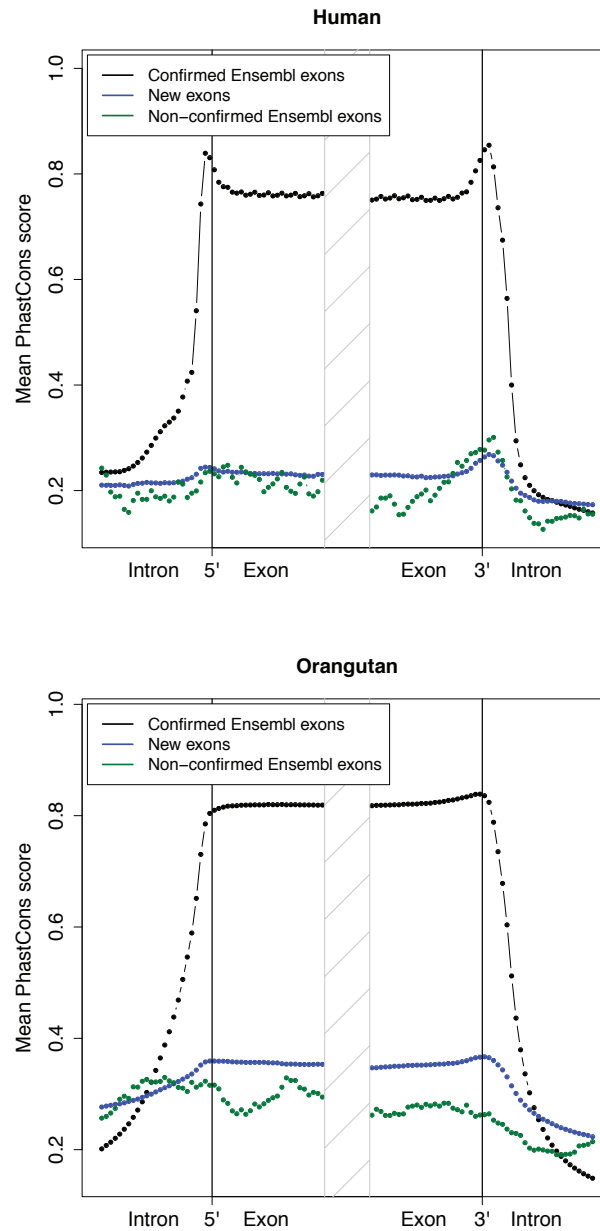 Human
Confirmed Ensembl exons
New exons
Non−confirmed Ensembl exons
Mean PhastCons score
1.0
0.8
0.6
0.4
0.2
Intron 5' Exon Exon 3' Intron
Orangutan
Confirmed Ensembl exons
New exons
Non−confirmed Ensembl exons
Mean PhastCons score
1.0
0.8
0.6
0.4
0.2
Intron 5' Exon Exon 3' Intron